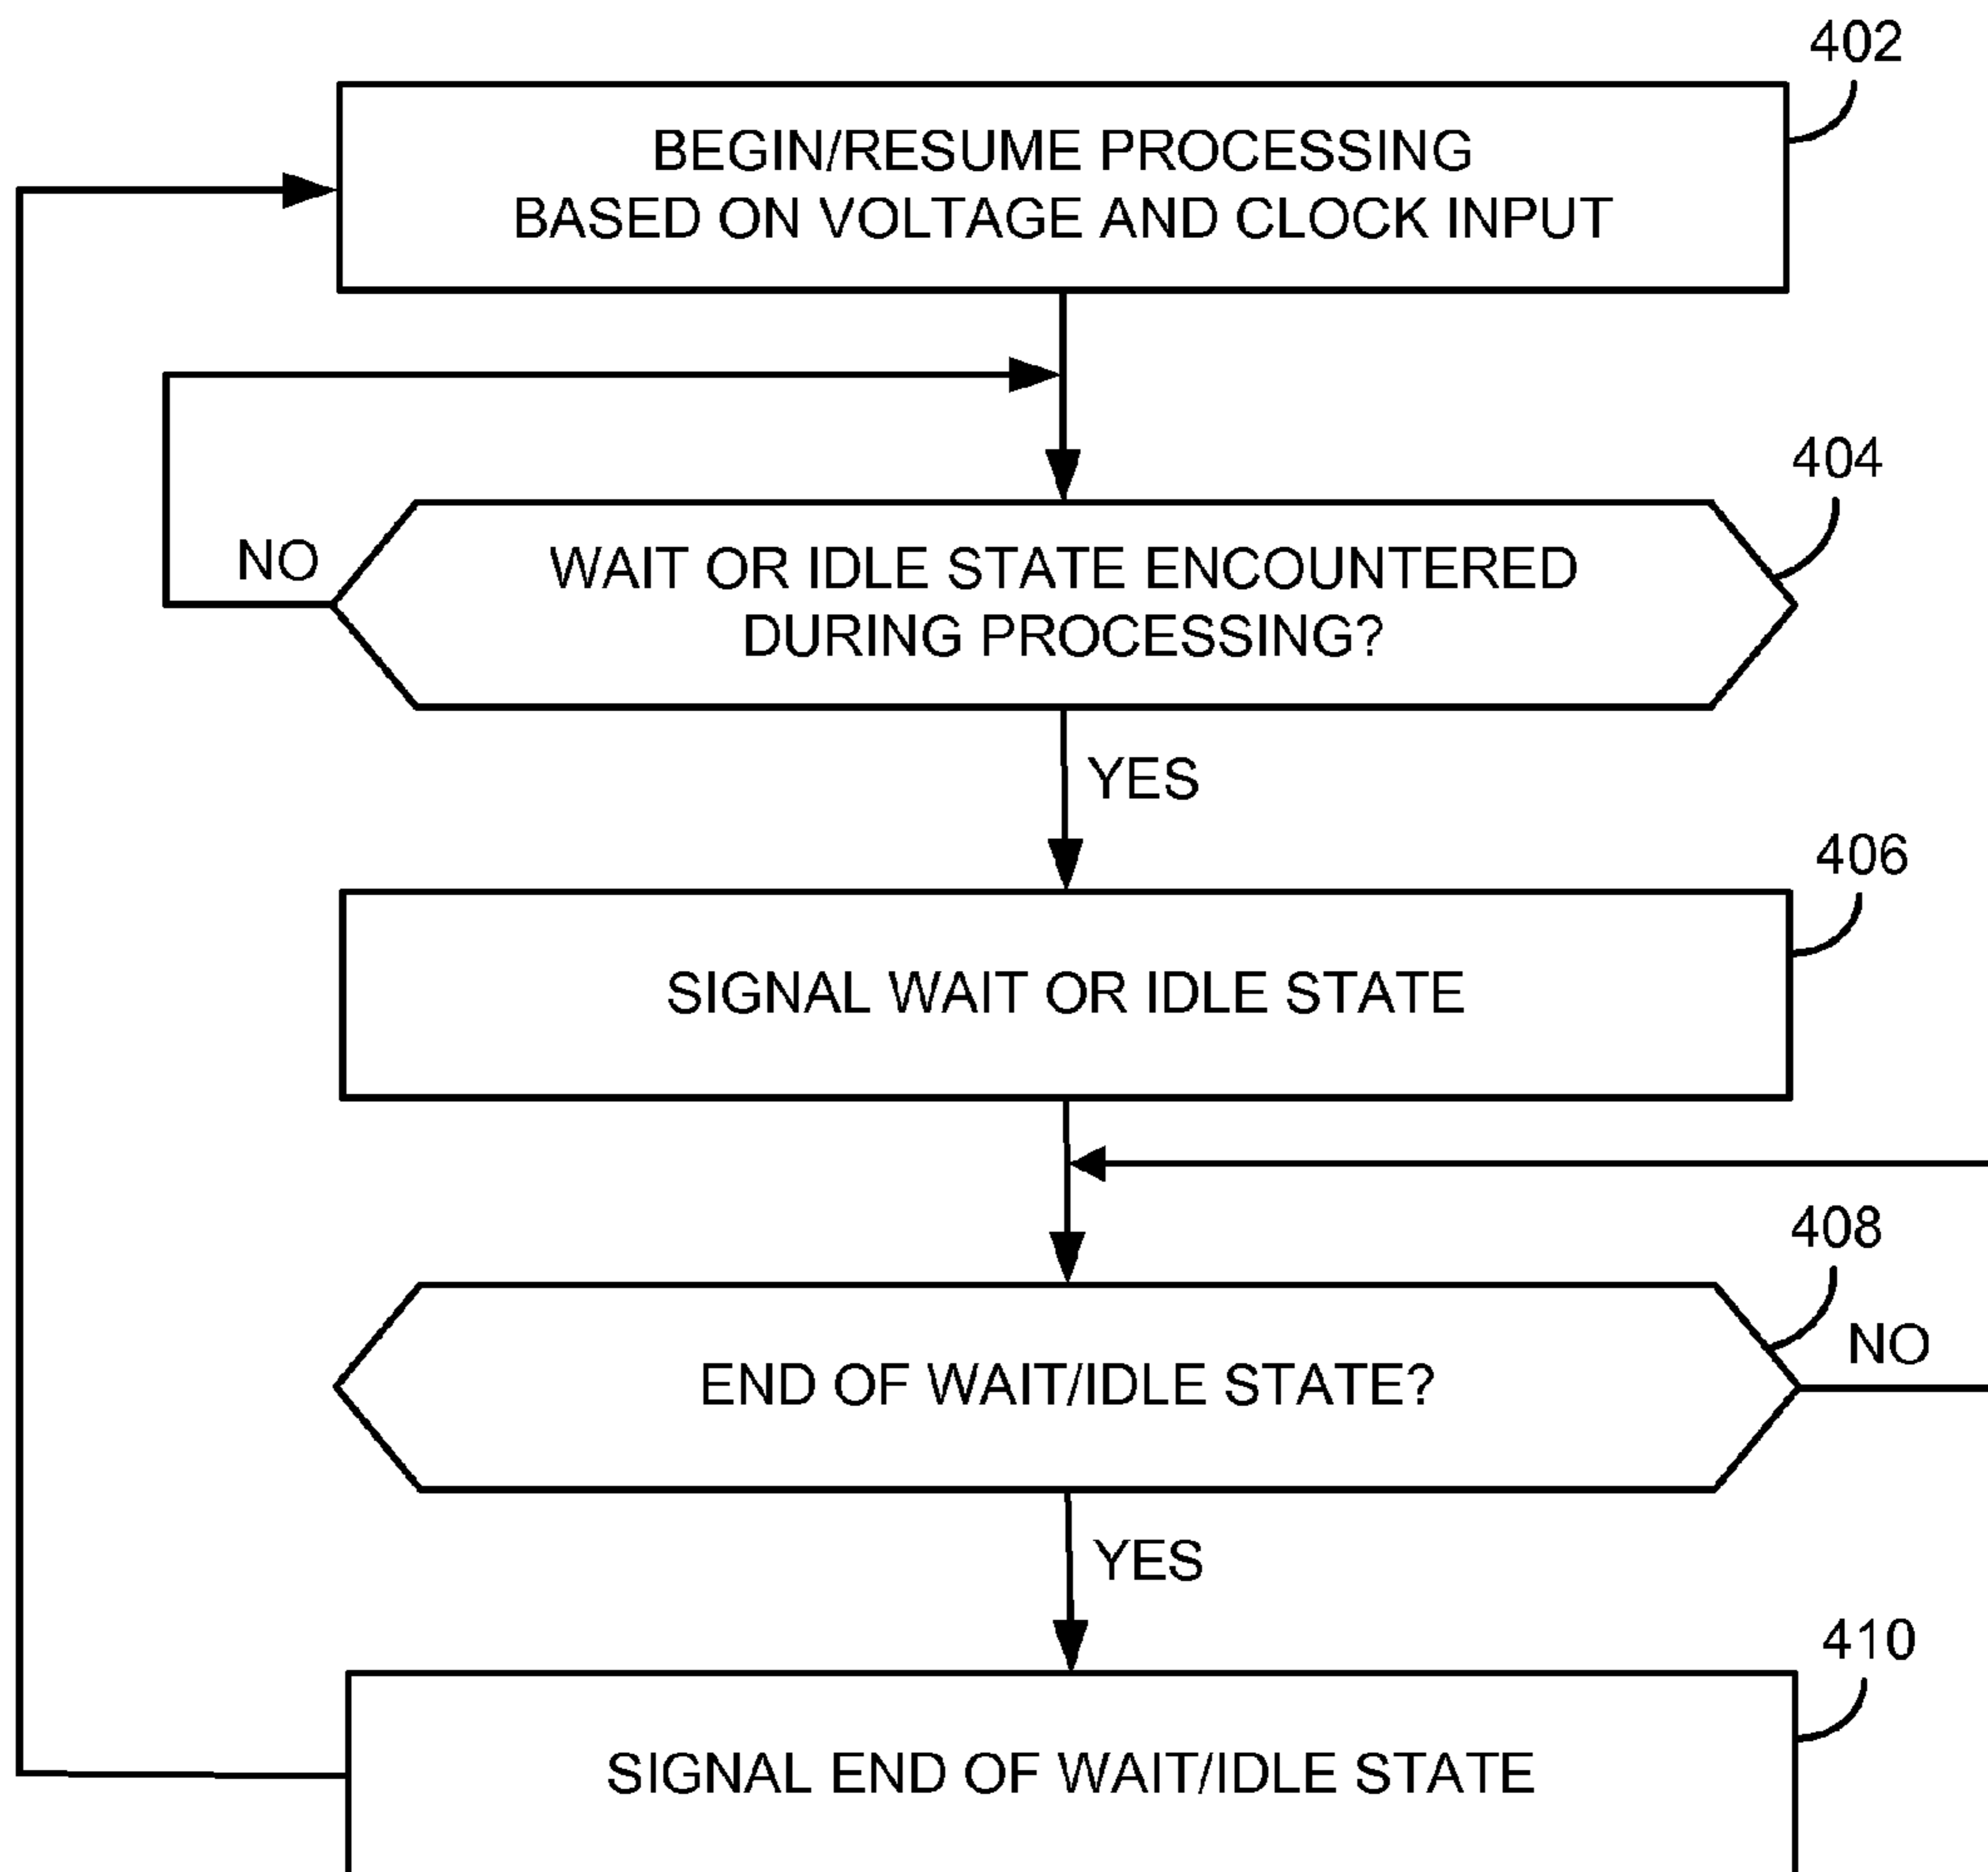 402
BEGIN/RESUME PROCESSING
BASED ON VOLTAGE AND CLOCK INPUT
404
NO
WAIT OR IDLE STATE ENCOUNTERED
DURING PROCESSING?
YES
406
SIGNAL WAIT OR IDLE STATE
408
NO
END OF WAIT/IDLE STATE?
YES
410
SIGNAL END OF WAIT/IDLE STATE